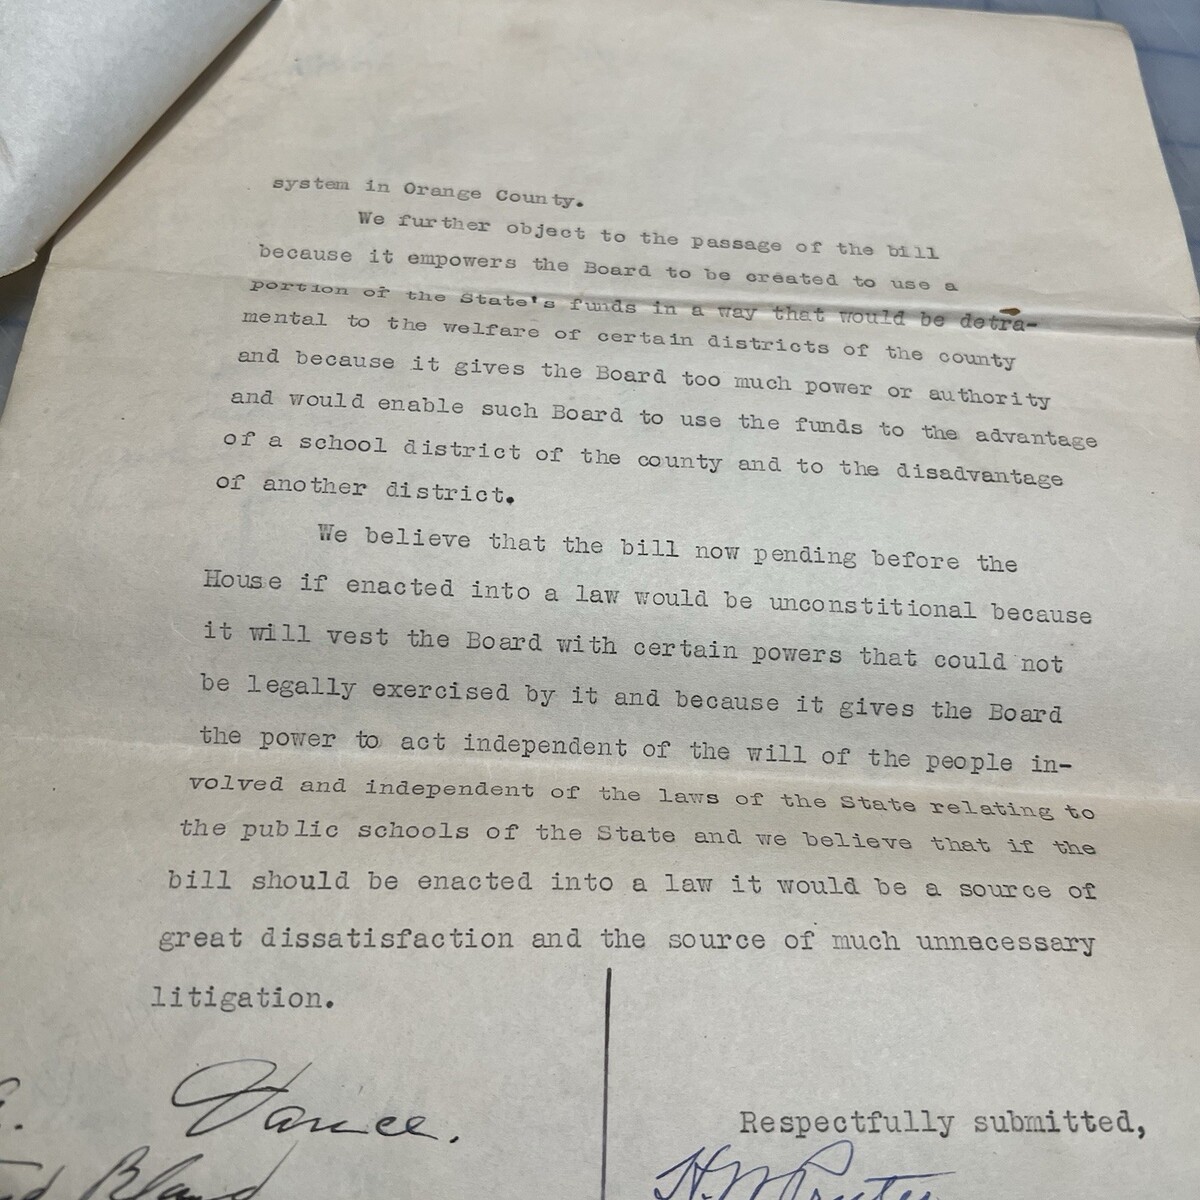 system in Orange County.
We further object to the passage of the bill
because it empowers the Board to be created to use a
portion of the State's funds in a way that would be detra-
mental to the welfare of certain districts of the county
and because it gives the Board too much power or authority
and would enable such Board to use the funds to the advantage
of a school district of the county and to the disadvantage
of another district.
We believe that the bill now pending before the
House if enacted into a law would be unconstitional because
it will vest the Board with certain powers that could not
be legally exercised by it and because it gives the Board
the power to act independent of the will of the people in-
volved and independent of the laws of the State relating to
the public schools of the State and we believe that if the
bill should be enacted into a law it would be a source of
great dissatisfaction and the source of much unnecessary
litigation.
Vance.
Respectfully submitted,
Bland
H.